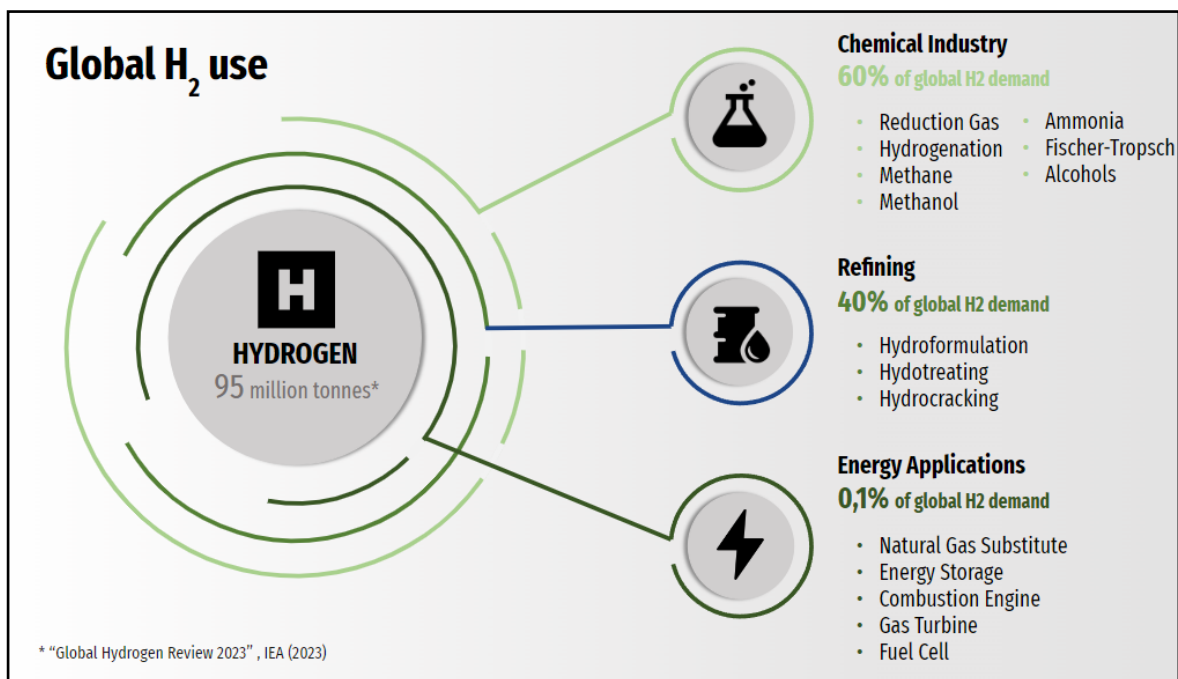 Global H2 use
H
HYDROGEN
95 million tonnes*
Chemical Industry
60% of global H2 demand
• Reduction Gas
• Hydrogenation
• Methane
• Methanol
• Ammonia
• Fischer-Tropsch
• Alcohols
Refining
40% of global H2 demand
• Hydroformulation
• Hydotreating
• Hydrocracking
Energy Applications
0,1% of global H2 demand
• Natural Gas Substitute
• Energy Storage
• Combustion Engine
• Gas Turbine
• Fuel Cell
* “Global Hydrogen Review 2023” , IEA (2023)